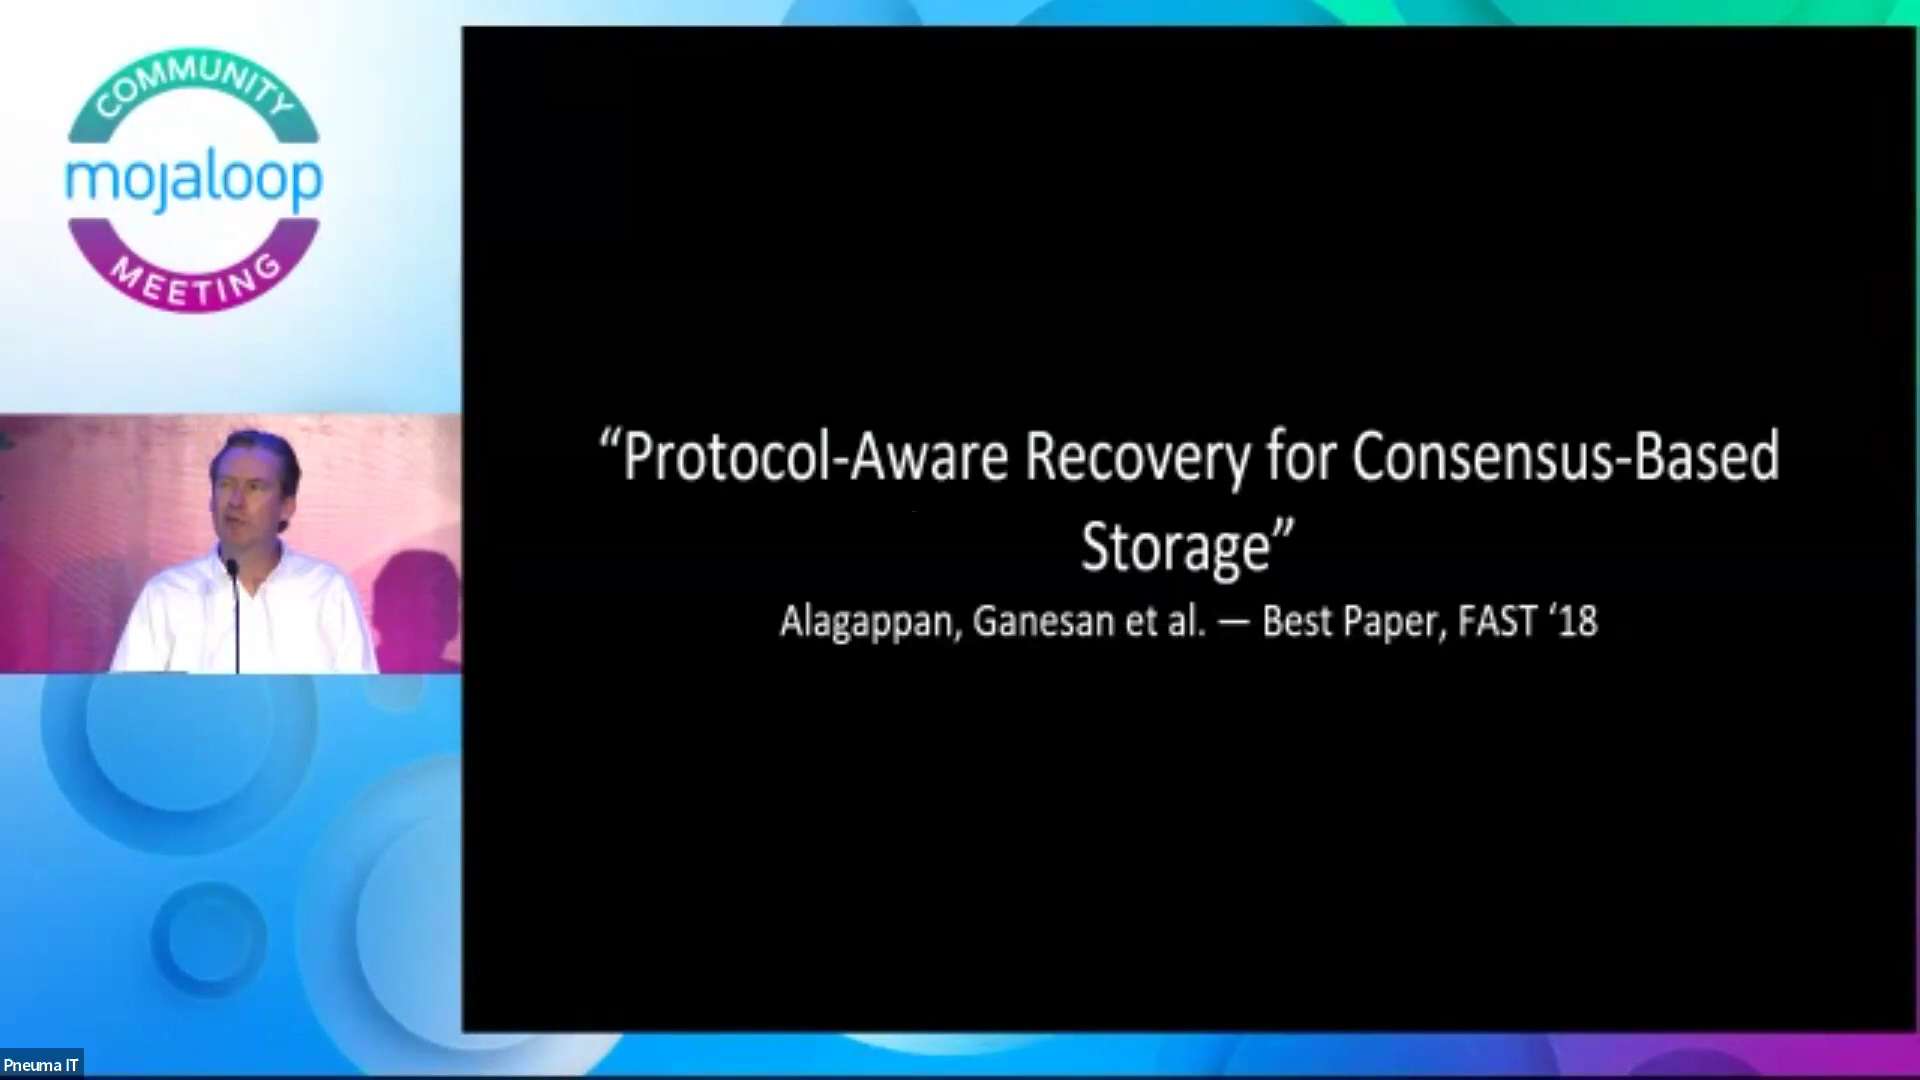 COMMUNITY
mojaloop
MEETING
“Protocol-Aware Recovery for Consensus-Based
Storage”
Alagappan, Ganesan et al. — Best Paper, FAST ‘18
Pneuma IT